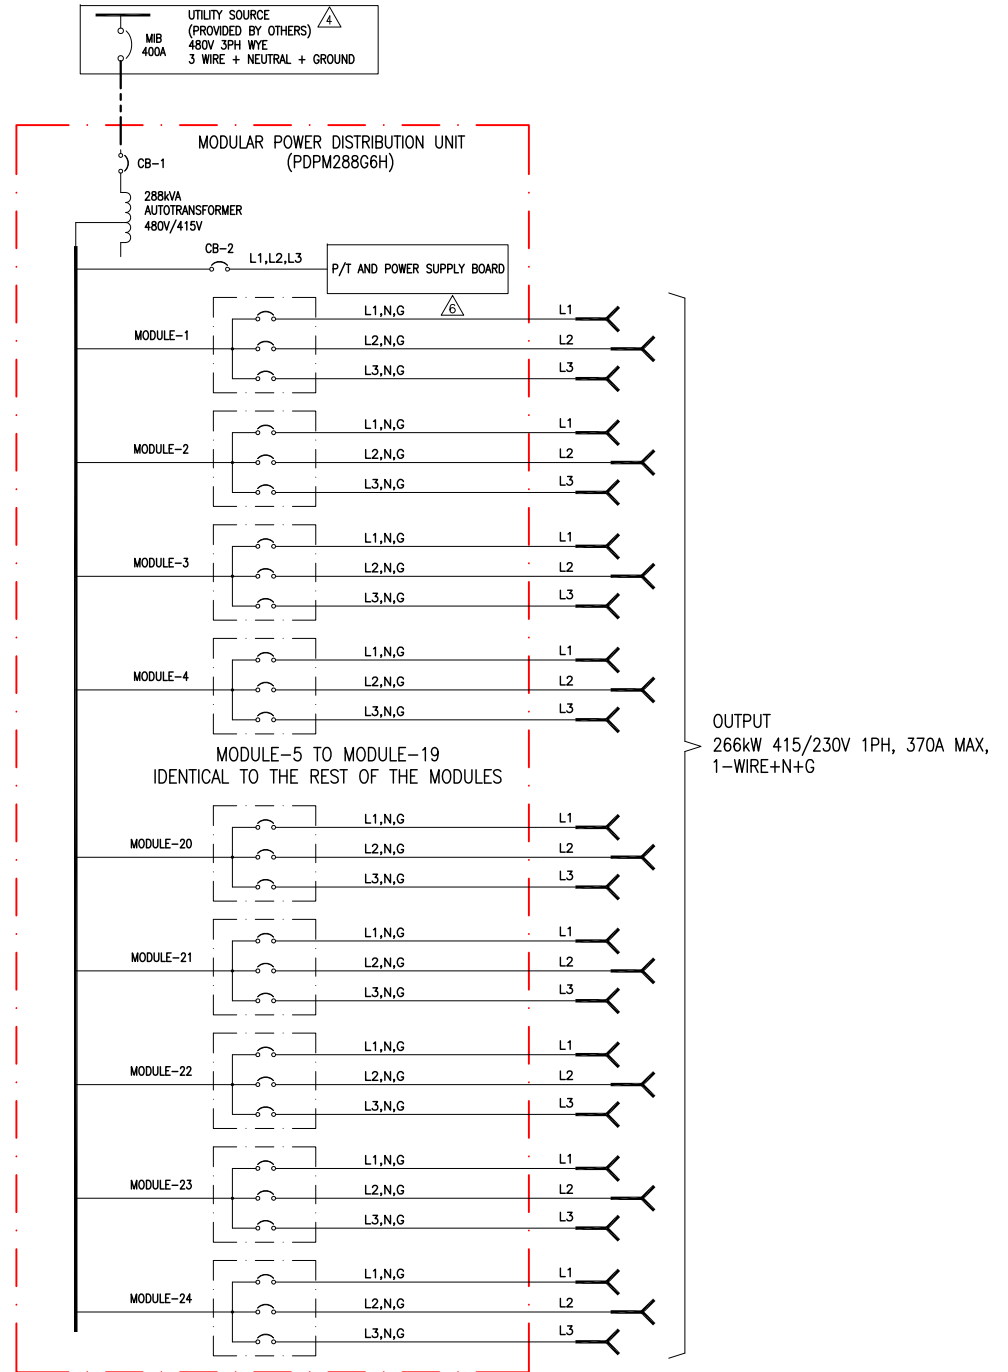 UTILITY SOURCE
(PROVIDED BY OTHERS)
480V 3PH WYE
3 WIRE + NEUTRAL + GROUND
4
MIB
400A
MODULAR POWER DISTRIBUTION UNIT
(PDPM288G6H)
CB-1
288kVA
AUTOTRANSFORMER
480V/415V
CB-2
L1,L2,L3
P/T AND POWER SUPPLY BOARD
6
MODULE-1
L1,N,G
L1
L2,N,G
L2
L3,N,G
L3
MODULE-2
L1,N,G
L1
L2,N,G
L2
L3,N,G
L3
MODULE-3
L1,N,G
L1
L2,N,G
L2
L3,N,G
L3
MODULE-4
L1,N,G
L1
L2,N,G
L2
L3,N,G
L3
OUTPUT
266kW 415/230V 1PH, 370A MAX,
1-WIRE+N+G
MODULE-5 TO MODULE-19
IDENTICAL TO THE REST OF THE MODULES
MODULE-20
L1,N,G
L1
L2,N,G
L2
L3,N,G
L3
MODULE-21
L1,N,G
L1
L2,N,G
L2
L3,N,G
L3
MODULE-22
L1,N,G
L1
L2,N,G
L2
L3,N,G
L3
MODULE-23
L1,N,G
L1
L2,N,G
L2
L3,N,G
L3
MODULE-24
L1,N,G
L1
L2,N,G
L2
L3,N,G
L3